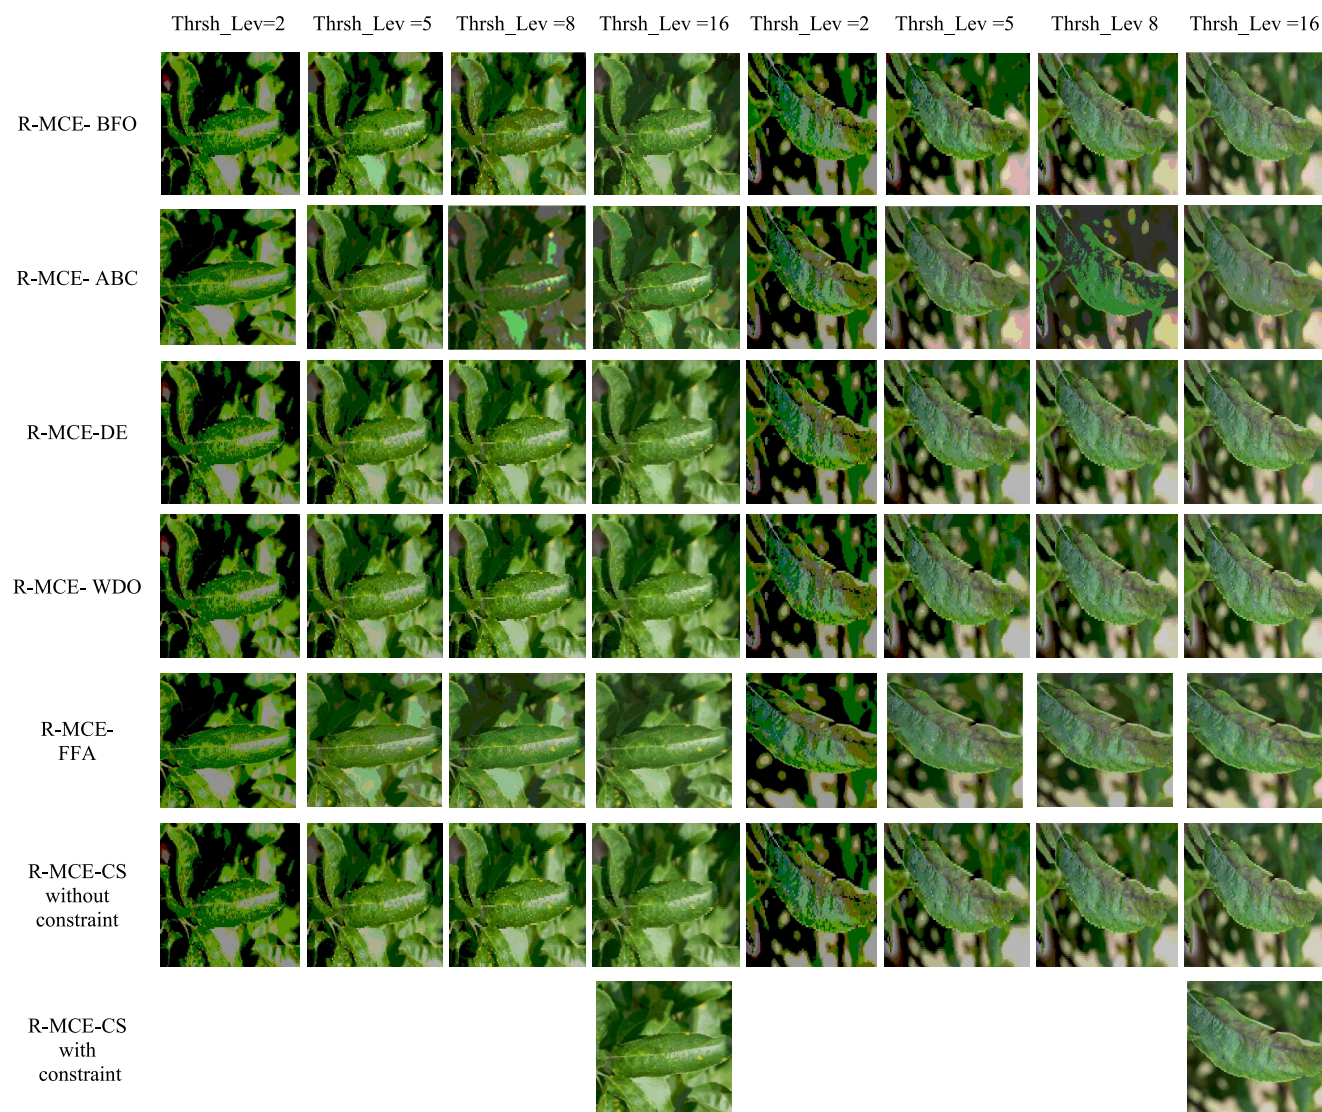 Thrsh_Lev=2 Thrsh_Lev =5 Thrsh_Lev =8 Thrsh_Lev =16 Thrsh_Lev =2 Thrsh_Lev =5 Thrsh_Lev 8 Thrsh_Lev =16
R-MCE- BFO
R-MCE- ABC
R-MCE-DE
R-MCE- WDO
R-MCE-
FFA
R-MCE-CS
without
constraint
R-MCE-CS
with
constraint